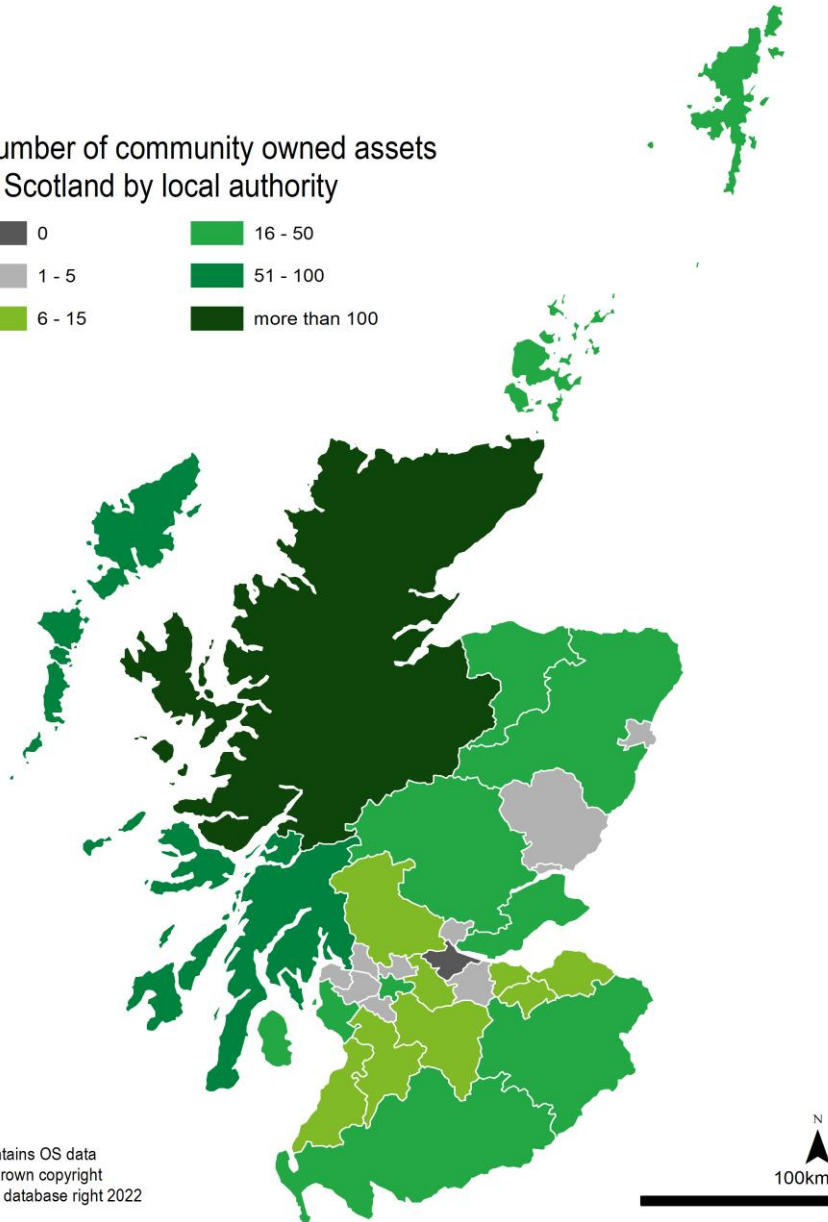 umber of community owned assets
Scotland by local authority
0
1 - 5
6 - 15
16 - 50
51 - 100
more than 100
tains OS data
rown copyright
database right 2022
N
100km